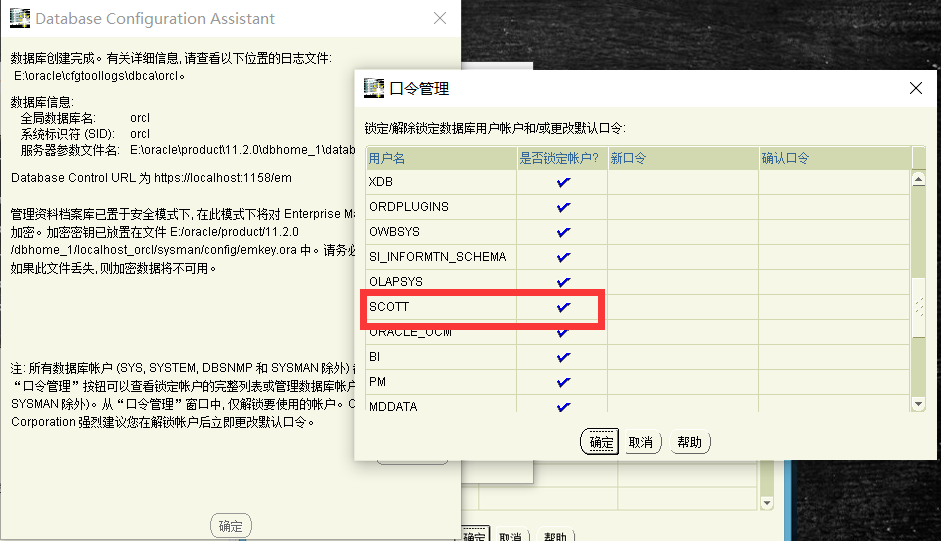 Database Configuration Assistant
数据库创建完成。有关详细信息, 请查看以下位置的日志文件:
E:\oracle\cfgtoollogs\dbca\orcl。
数据库信息:
全局数据库名: orcl
系统标识符 (SID): orcl
服务器参数文件名: E:\oracle\product\11.2.0\dbhome_1\datab
Database Control URL 为 https://localhost:1158/em
管理资料档案库已置于安全模式下, 在此模式下将对 Enterprise Ma
加密。加密密钥已放置在文件 E:/oracle/product/11.2.0
/dbhome_1/localhost_orcl/sysman/config/emkey.ora 中。请务必
如果此文件丢失, 则加密数据将不可用。
注: 所有数据库帐户 (SYS, SYSTEM, DBSNMP 和 SYSMAN 除外)
“口令管理”按钮可以查看锁定帐户的完整列表或管理数据库帐户
SYSMAN 除外)。从“口令管理”窗口中, 仅解锁要使用的帐户。O
Corporation 强烈建议您在解锁帐户后立即更改默认口令。
确定
口令管理
锁定/解除锁定数据库用户帐户和/或更改默认口令:
用户名 是否锁定帐户? 新口令 确认口令
XDB
ORDPLUGINS
OWBSYS
SI_INFORMTN_SCHEMA
OLAPSYS
SCOTT
ORACLE_OCM
BI
PM
MDDATA
确定 取消 帮助
确定 取消 帮助